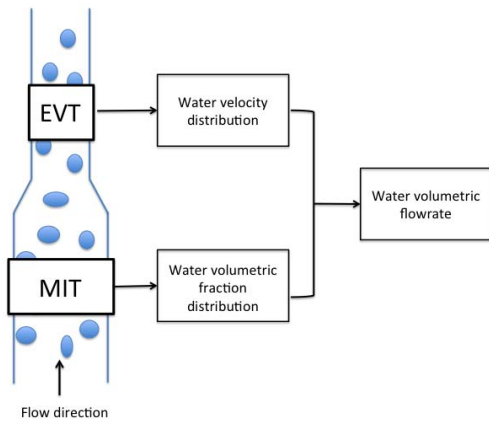 EVT
Water velocity
distribution
Water volumetric
flowrate
MIT
Water volumetric
fraction
distribution
Flow direction